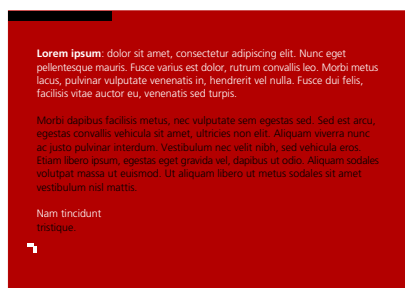 Lorem ipsum: dolor sit amet, consectetur adipiscing elit. Nunc eget
pellentesque mauris. Fusce varius est dolor, rutrum convallis leo. Morbi metus
lacus, pulvinar vulputate venenatis in, hendrerit vel nulla. Fusce dui felis,
facilisis vitae auctor eu, venenatis sed turpis.
Morbi dapibus facilisis metus, nec vulputate sem egestas sed. Sed est arcu,
egestas convallis vehicula sit amet, ultricies non elit. Aliquam viverra nunc
ac justo pulvinar interdum. Vestibulum nec velit nibh, sed vehicula eros.
Etiam libero ipsum, egestas eget gravida vel, dapibus ut odio. Aliquam sodales
volutpat massa ut euismod. Ut aliquam libero ut metus sodales sit amet
vestibulum nisl mattis.
Nam tincidunt
tristique.